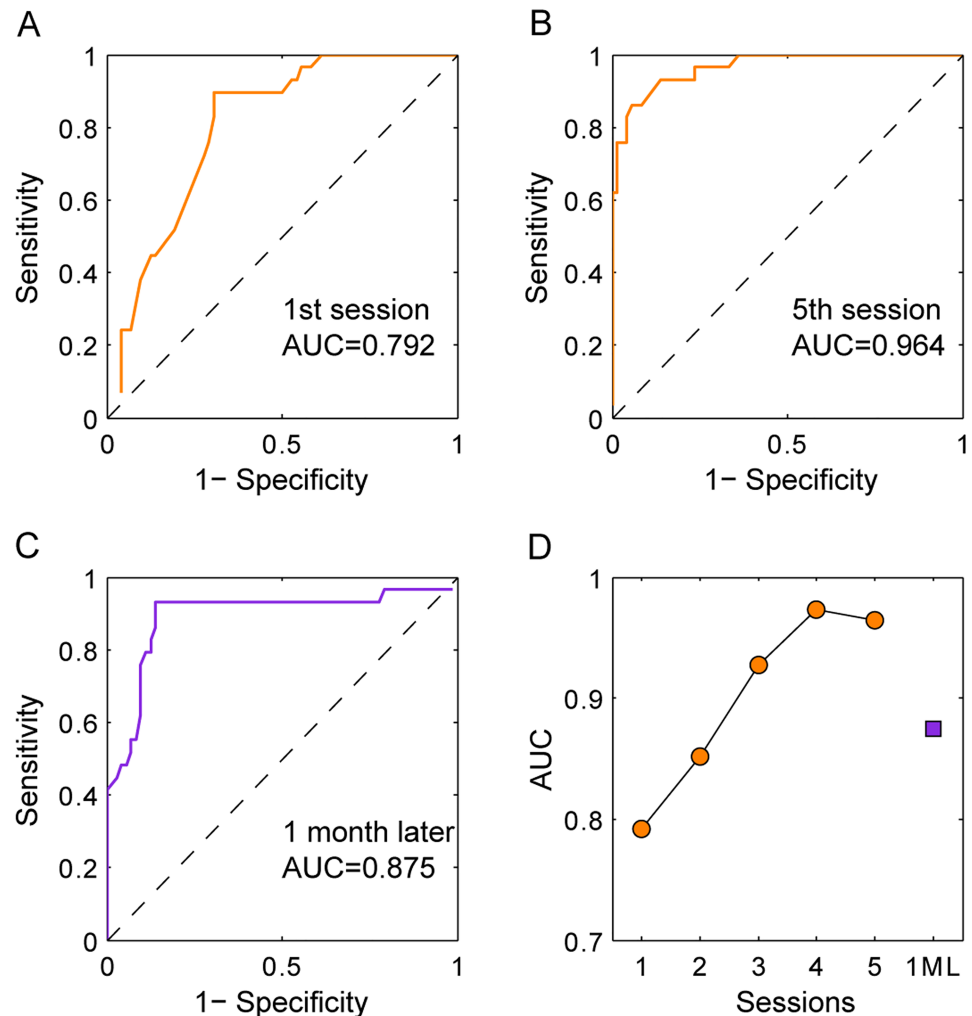 A
1
0.8
0.6
0.4
0.2
0
Sensitivity
0 0.5 1
1− Specificity
1st session
AUC=0.792
B
1
0.8
0.6
0.4
0.2
0
Sensitivity
0 0.5 1
1− Specificity
5th session
AUC=0.964
C
1
0.8
0.6
0.4
0.2
0
Sensitivity
0 0.5 1
1− Specificity
1 month later
AUC=0.875
D
1
0.9
0.8
0.7
AUC
1 2 3 4 5 1ML
Sessions